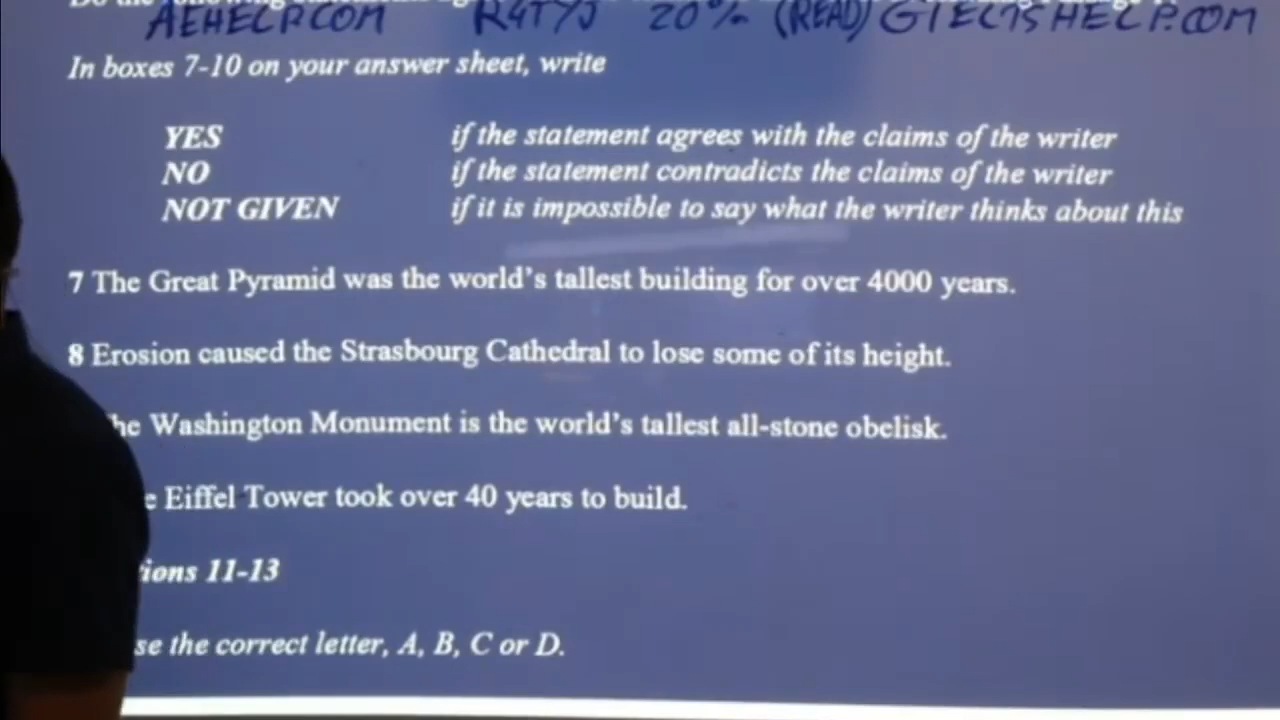 AEHELP.COM R4TYJ 20% (READ) GIELTSHELP.COM
In boxes 7-10 on your answer sheet, write
YES if the statement agrees with the claims of the writer
NO if the statement contradicts the claims of the writer
NOT GIVEN if it is impossible to say what the writer thinks about this
7 The Great Pyramid was the world's tallest building for over 4000 years.
8 Erosion caused the Strasbourg Cathedral to lose some of its height.
he Washington Monument is the world's tallest all-stone obelisk.
e Eiffel Tower took over 40 years to build.
ions 11-13
se the correct letter, A, B, C or D.